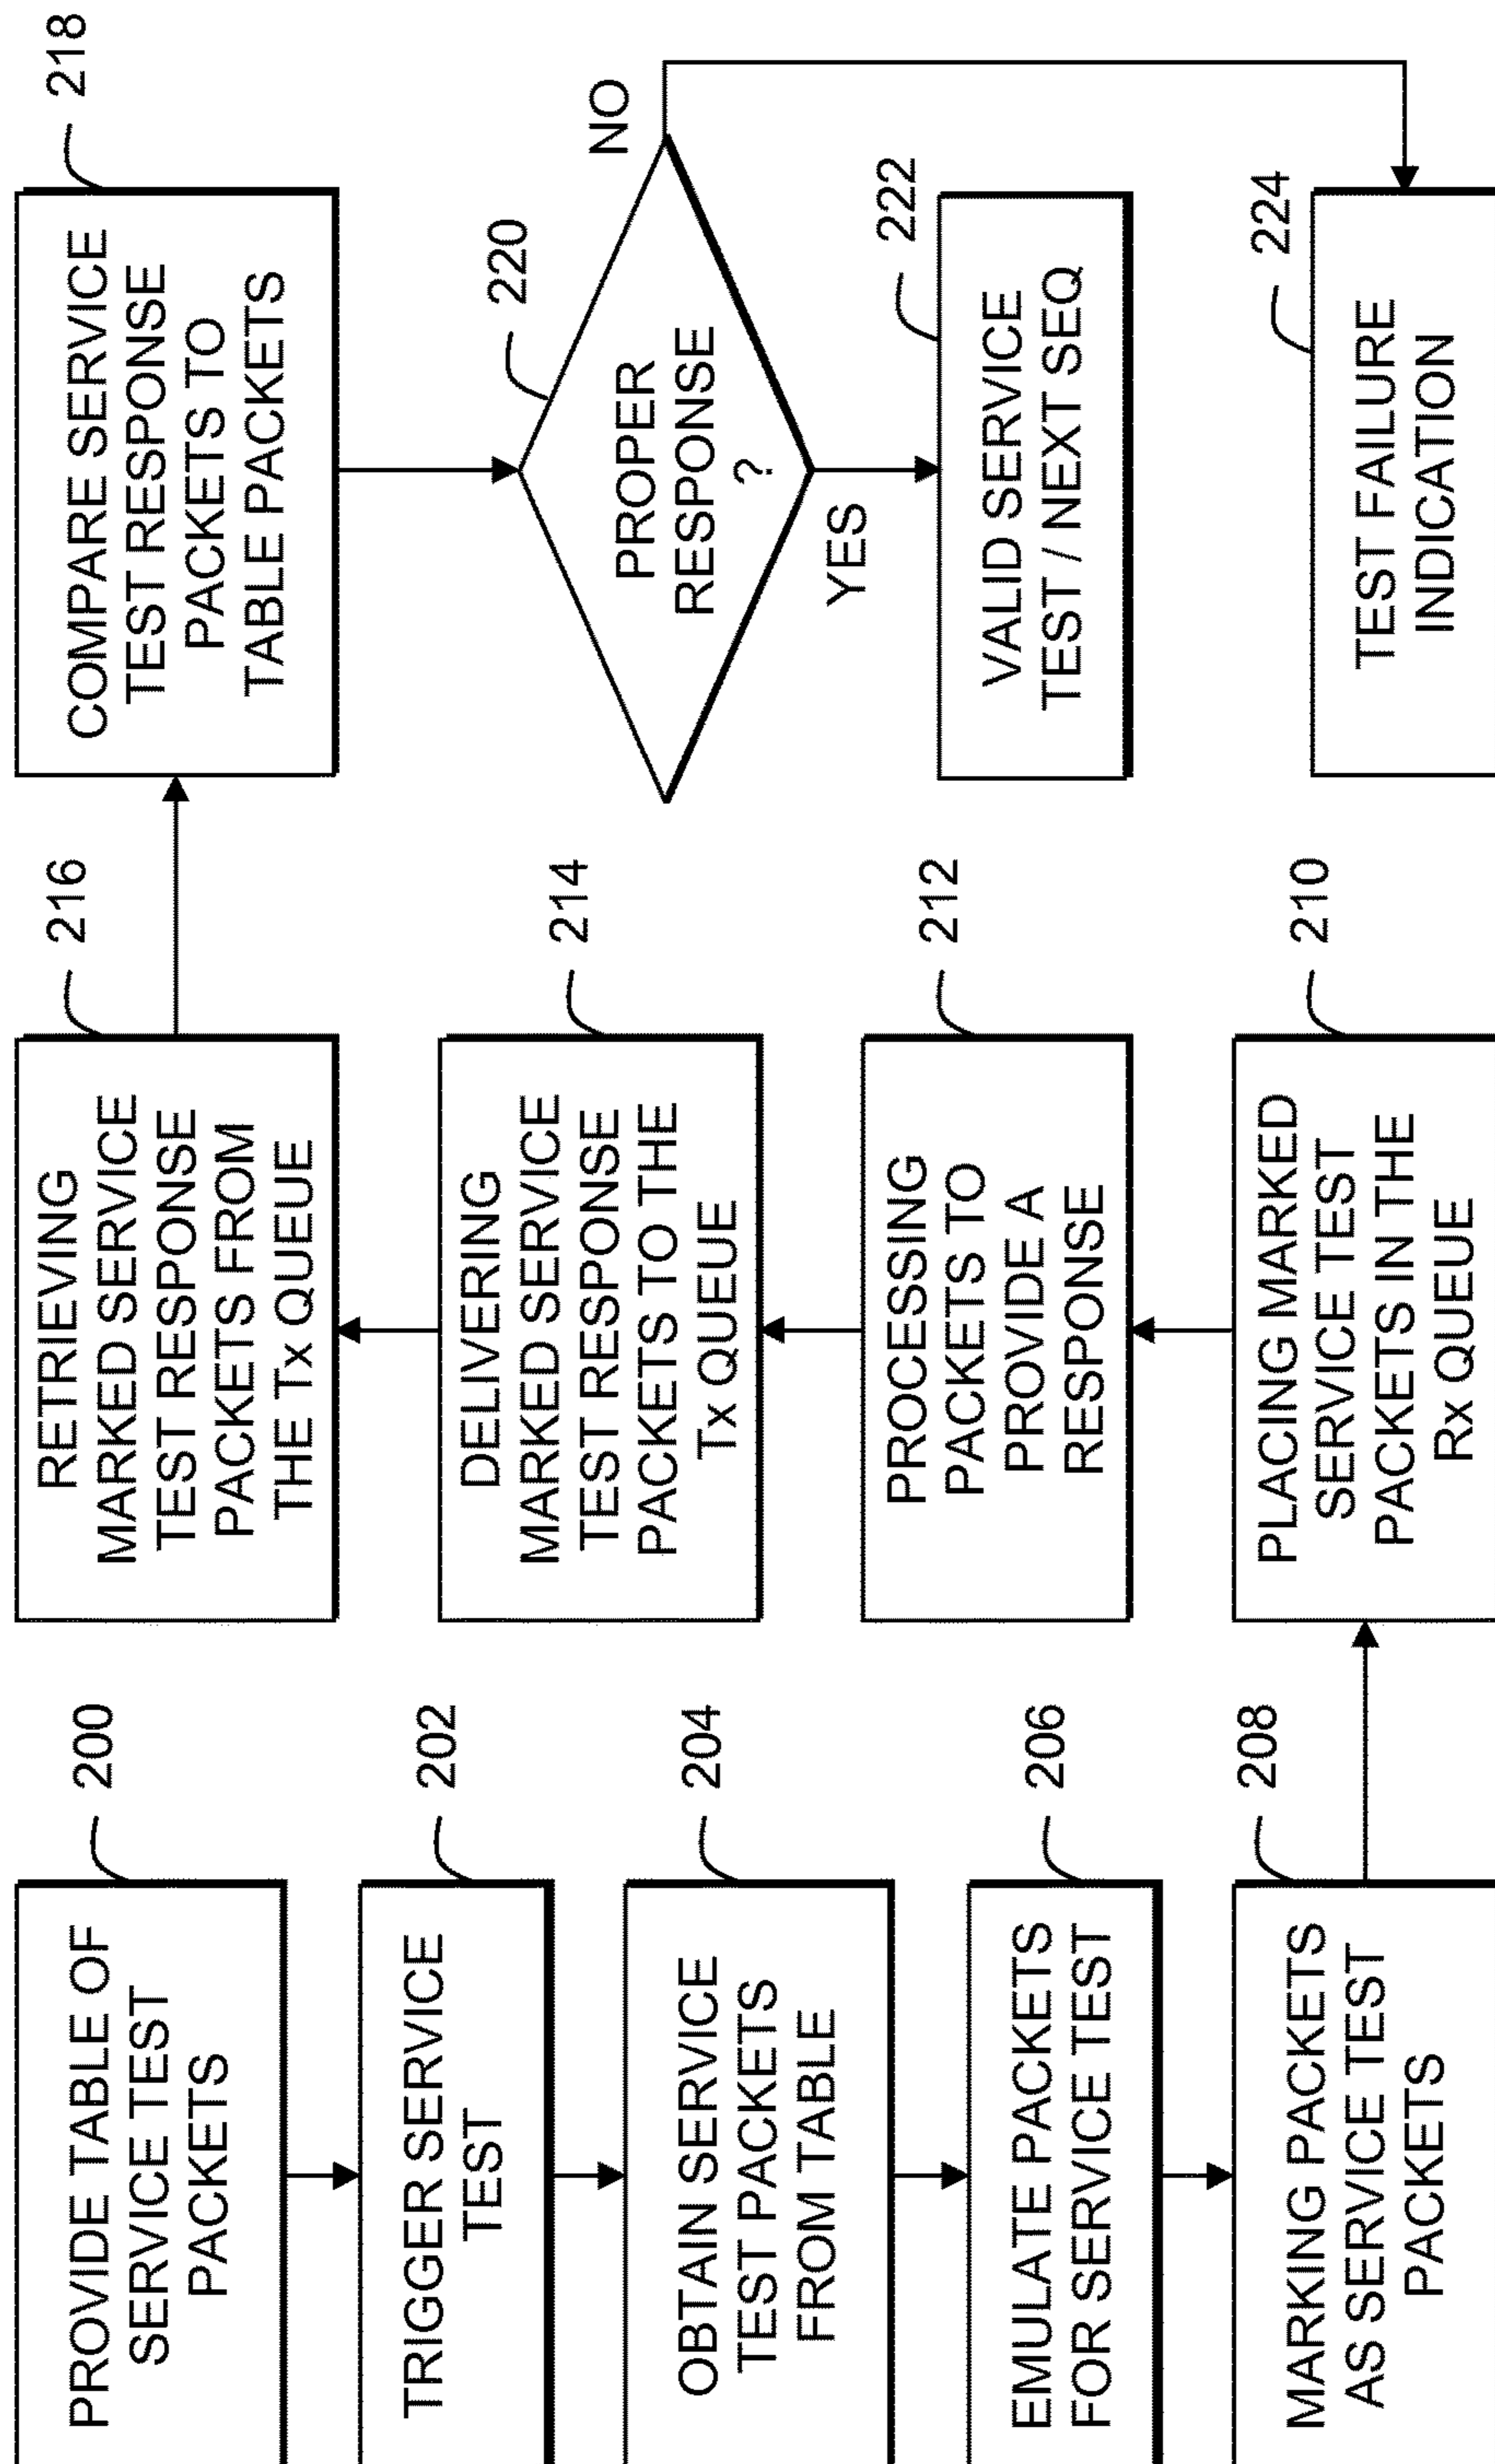 200
PROVIDE TABLE OF
SERVICE TEST
PACKETS
202
TRIGGER SERVICE
TEST
204
OBTAIN SERVICE
TEST PACKETS
FROM TABLE
206
EMULATE PACKETS
FOR SERVICE TEST
208
MARKING PACKETS
AS SERVICE TEST
PACKETS
210
PLACING MARKED
SERVICE TEST
PACKETS IN THE
Rx QUEUE
212
PROCESSING
PACKETS TO
PROVIDE A
RESPONSE
214
DELIVERING
MARKED SERVICE
TEST RESPONSE
PACKETS TO THE
Tx QUEUE
216
RETRIEVING
MARKED SERVICE
TEST RESPONSE
PACKETS FROM
THE Tx QUEUE
218
COMPARE SERVICE
TEST RESPONSE
PACKETS TO
TABLE PACKETS
220
PROPER
RESPONSE
?
NO
YES
222
VALID SERVICE
TEST / NEXT SEQ
224
TEST FAILURE
INDICATION